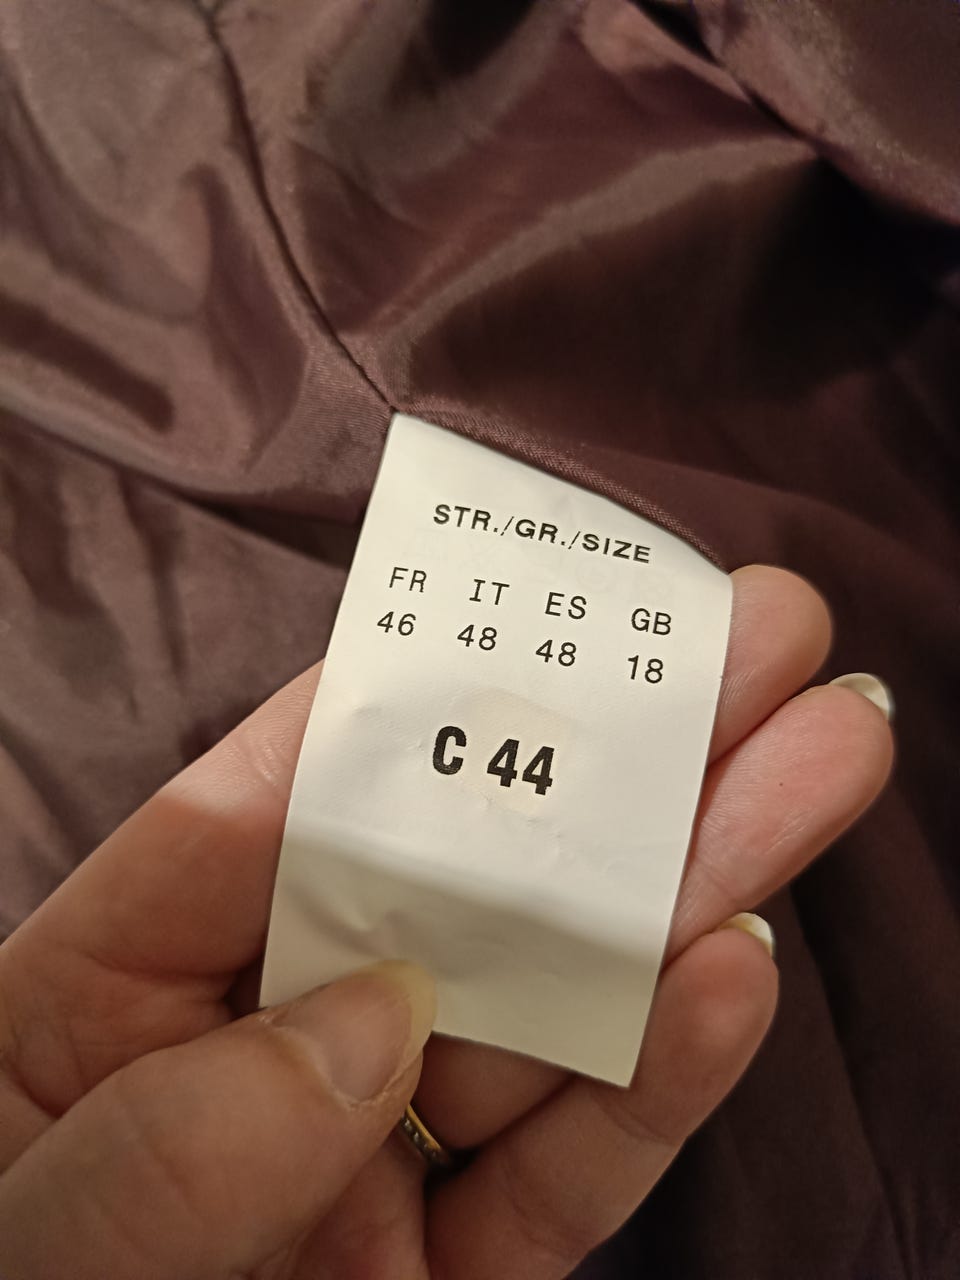 STR./GR./SIZE
FR IT ES GB
46 48 48 18
C 44